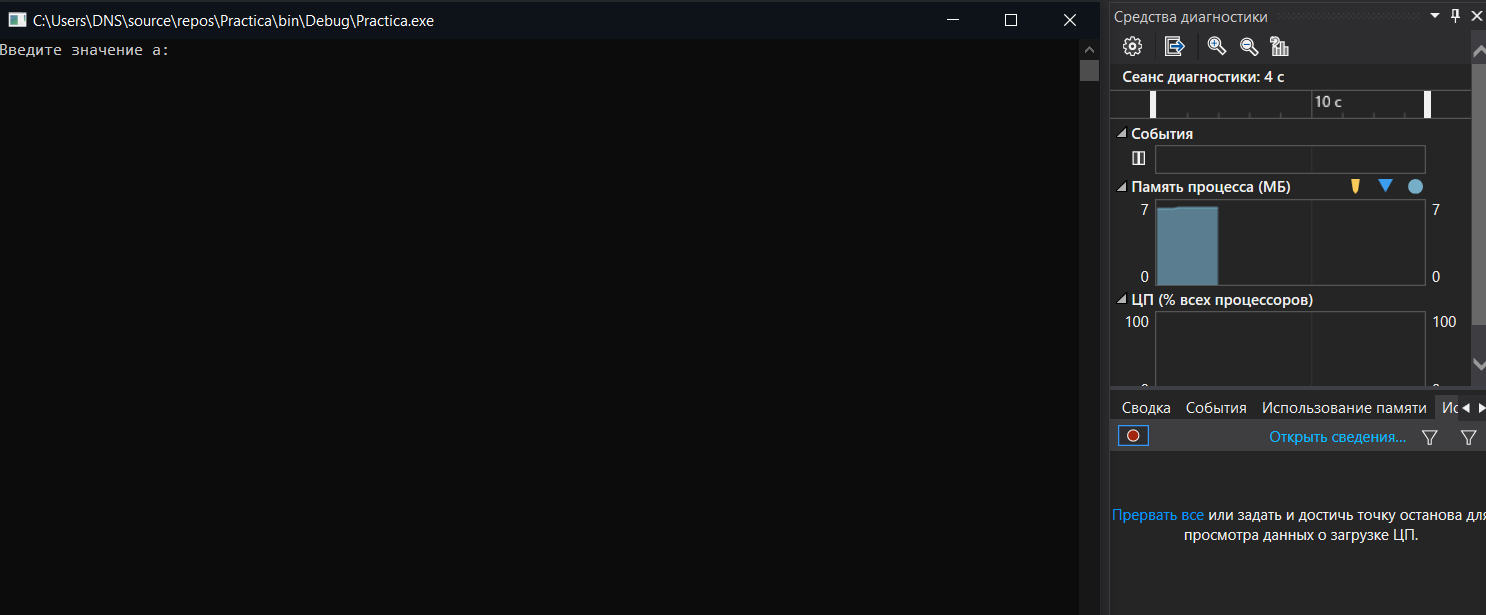 C:\Users\DNS\source\repos\Practica\bin\Debug\Practica.exe
Введите значение a:
Средства диагностики
Сеанс диагностики: 4 с
10 с
События
Память процесса (МБ)
7 7
0 0
ЦП (% всех процессоров)
100 100
Сводка События Использование памяти Ис
Открыть сведения...
Прервать все или задать и достичь точку останова для
просмотра данных о загрузке ЦП.